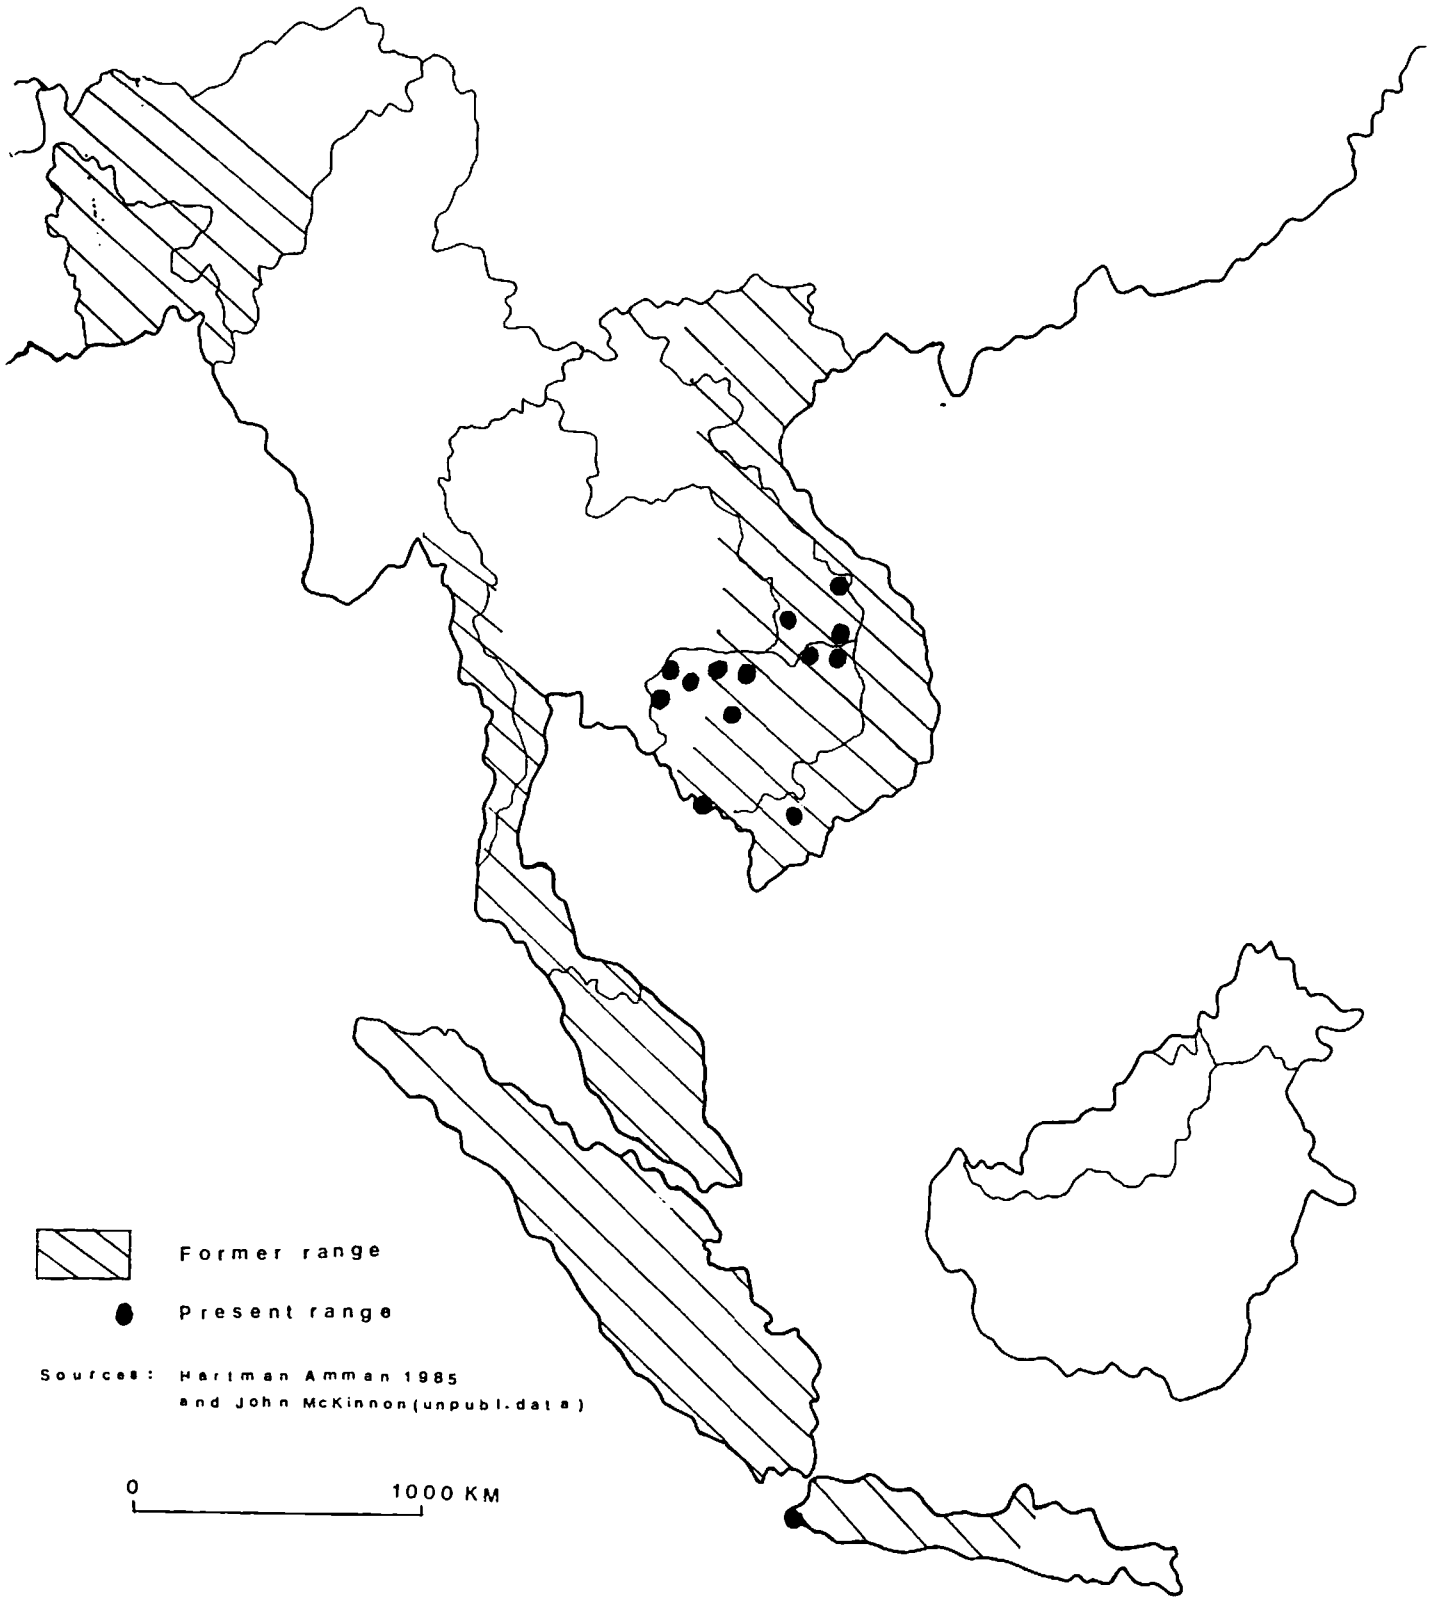 Former range
Present range
Sources: Hartman Amman 1985
and John McKinnon (unpubl. data)
0 1000 KM